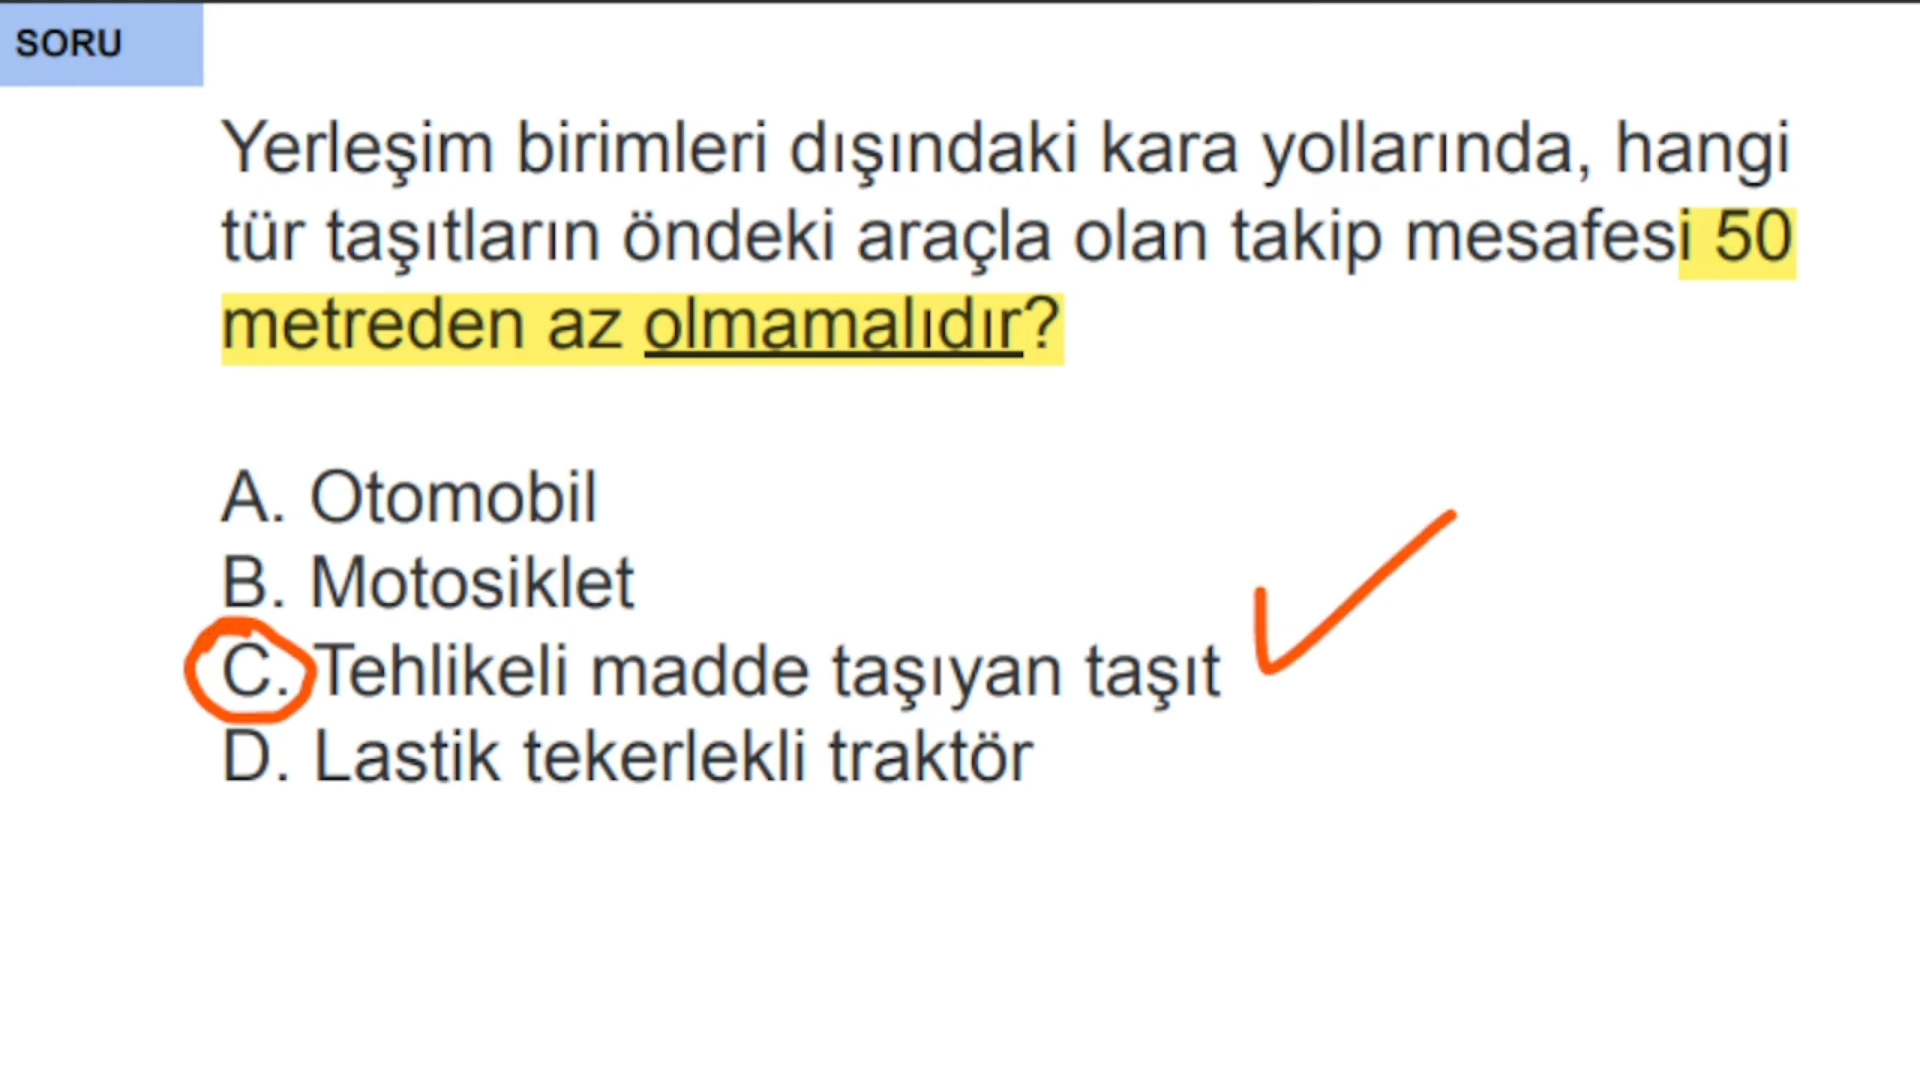 SORU
Yerleşim birimleri dışındaki kara yollarında, hangi
tür taşıtların öndeki araçla olan takip mesafesi 50
metreden az olmamalıdır?
A. Otomobil
B. Motosiklet
C. Tehlikeli madde taşıyan taşıt
D. Lastik tekerlekli traktör